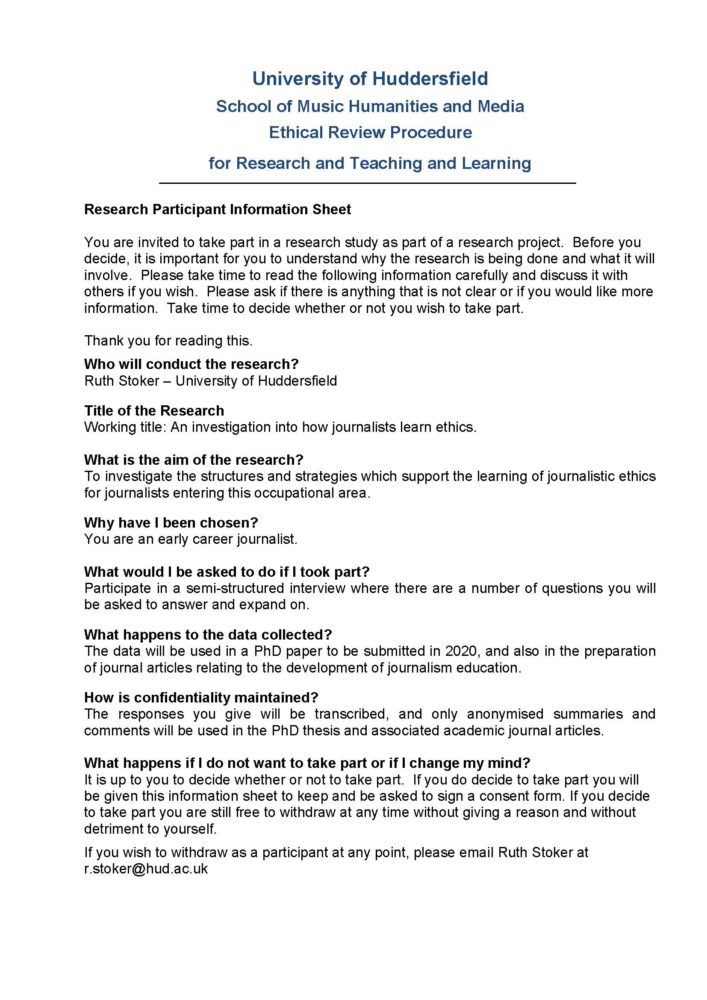 University of Huddersfield
School of Music Humanities and Media
Ethical Review Procedure
for Research and Teaching and Learning
Research Participant Information Sheet
You are invited to take part in a research study as part of a research project.  Before you
decide, it is important for you to understand why the research is being done and what it will
involve.  Please take time to read the following information carefully and discuss it with
others if you wish.  Please ask if there is anything that is not clear or if you would like more
information.  Take time to decide whether or not you wish to take part.
Thank you for reading this.
Who will conduct the research?
Ruth Stoker – University of Huddersfield
Title of the Research
Working title: An investigation into how journalists learn ethics.
What is the aim of the research?
To investigate the structures and strategies which support the learning of journalistic ethics
for journalists entering this occupational area.
Why have I been chosen?
You are an early career journalist.
What would I be asked to do if I took part?
Participate in a semi-structured interview where there are a number of questions you will
be asked to answer and expand on.
What happens to the data collected?
The data will be used in a PhD paper to be submitted in 2020, and also in the preparation
of journal articles relating to the development of journalism education.
How is confidentiality maintained?
The responses you give will be transcribed, and only anonymised summaries and
comments will be used in the PhD thesis and associated academic journal articles.
What happens if I do not want to take part or if I change my mind?
It is up to you to decide whether or not to take part.  If you do decide to take part you will
be given this information sheet to keep and be asked to sign a consent form. If you decide
to take part you are still free to withdraw at any time without giving a reason and without
detriment to yourself.
If you wish to withdraw as a participant at any point, please email Ruth Stoker at
r.stoker@hud.ac.uk